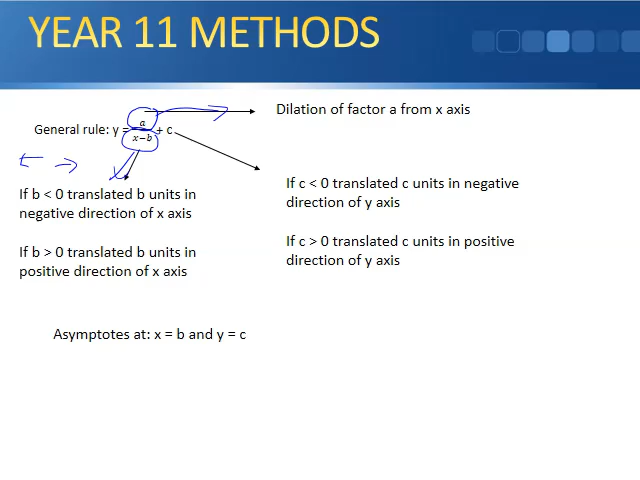 YEAR 11 METHODS
Dilation of factor a from x axis
General rule: y = a/(x−b) + c
If b < 0 translated b units in
negative direction of x axis
If b > 0 translated b units in
positive direction of x axis
If c < 0 translated c units in negative
direction of y axis
If c > 0 translated c units in positive
direction of y axis
Asymptotes at: x = b and y = c